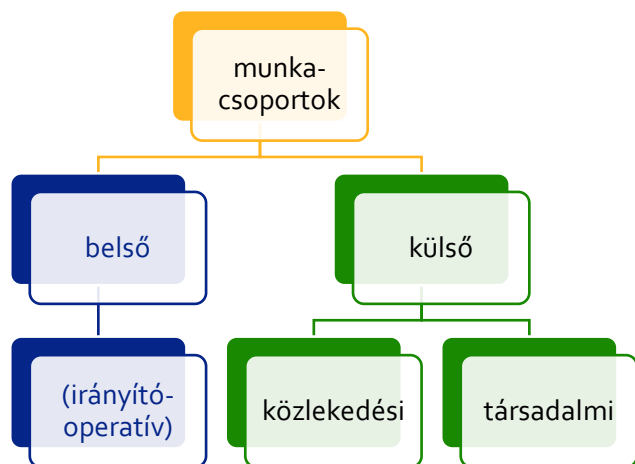 munka-
csoportok
belső
külső
(irányító-
operatív)
közlekedési
társadalmi